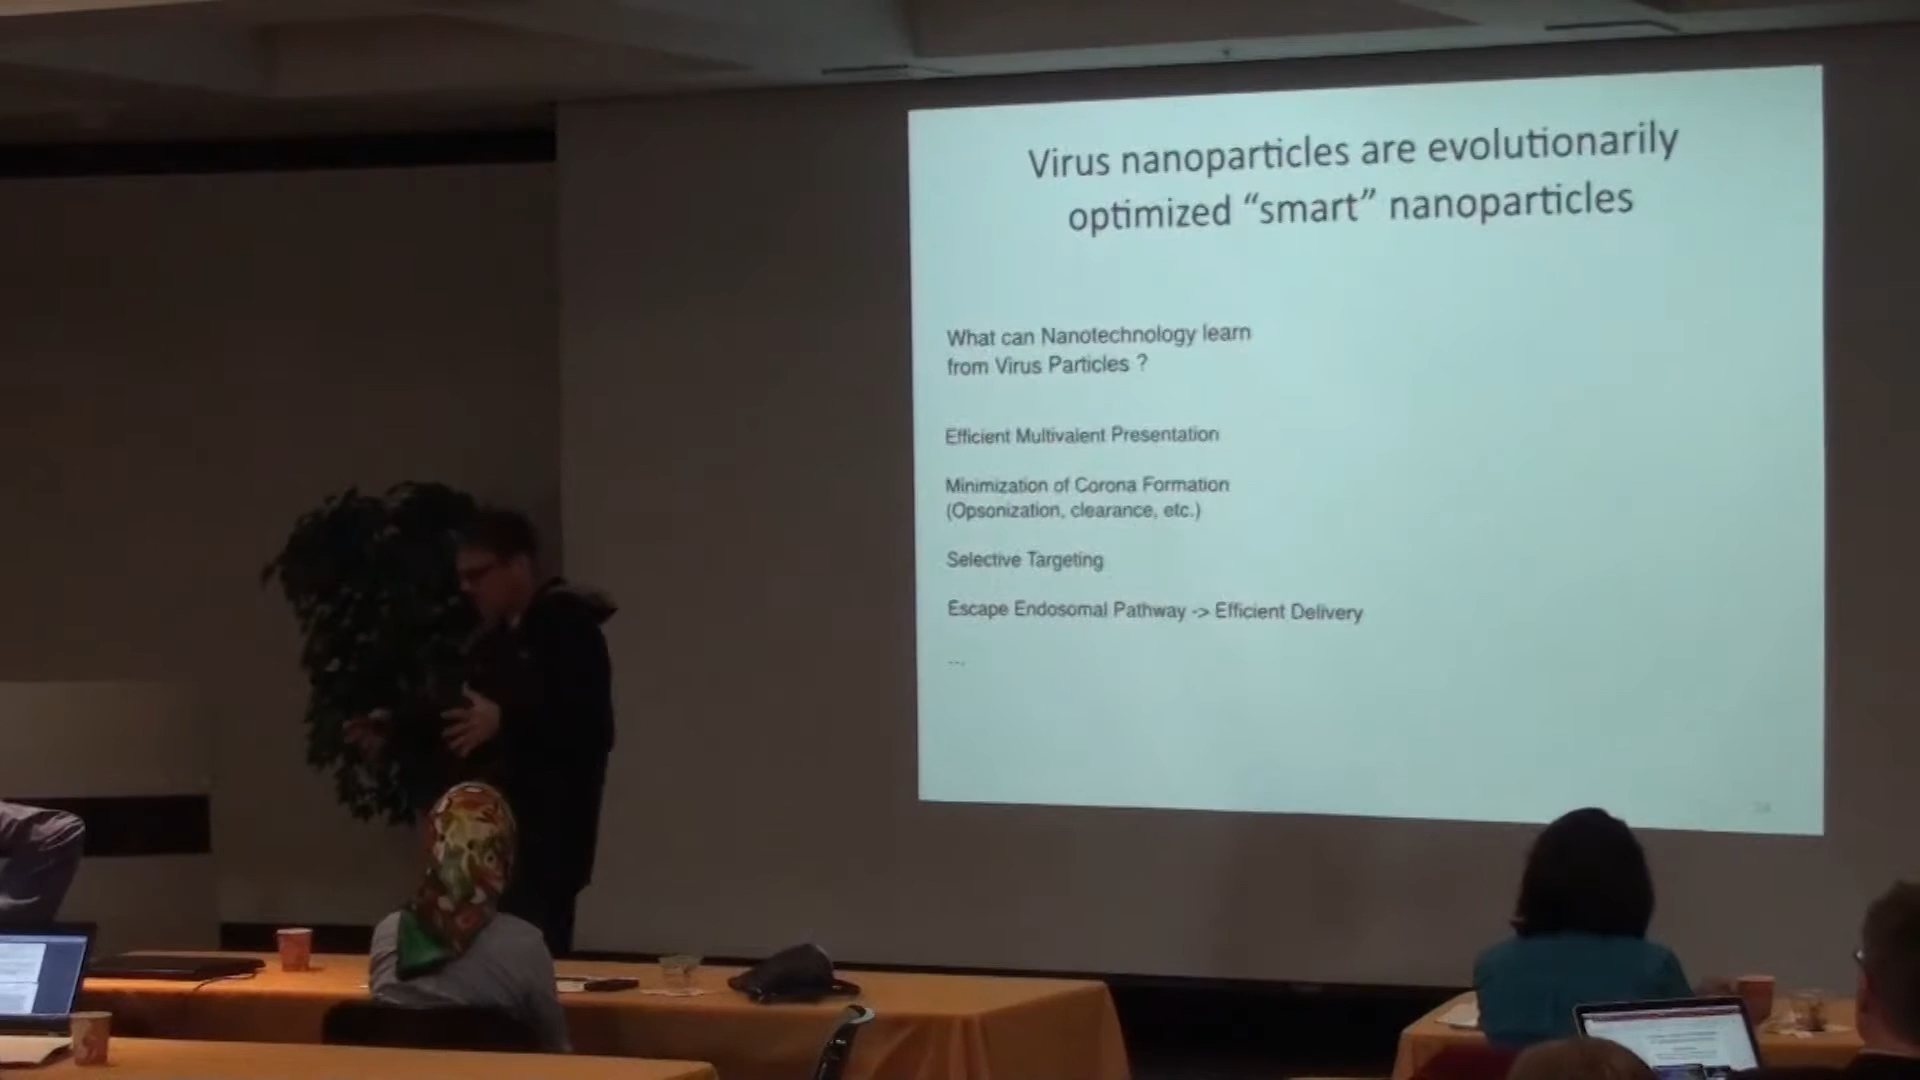 Virus nanoparticles are evolutionarily
optimized “smart” nanoparticles
What can Nanotechnology learn
from Virus Particles ?
Efficient Multivalent Presentation
Minimization of Corona Formation
(Opsonization, clearance, etc.)
Selective Targeting
Escape Endosomal Pathway -> Efficient Delivery
...